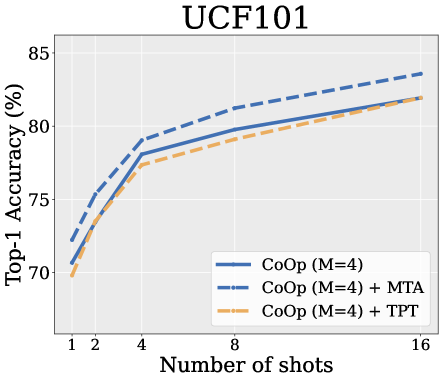 UCF101
Top-1 Accuracy (%)
85
80
75
70
CoOp (M=4)
CoOp (M=4) + MTA
CoOp (M=4) + TPT
1 2 4 8 16
Number of shots